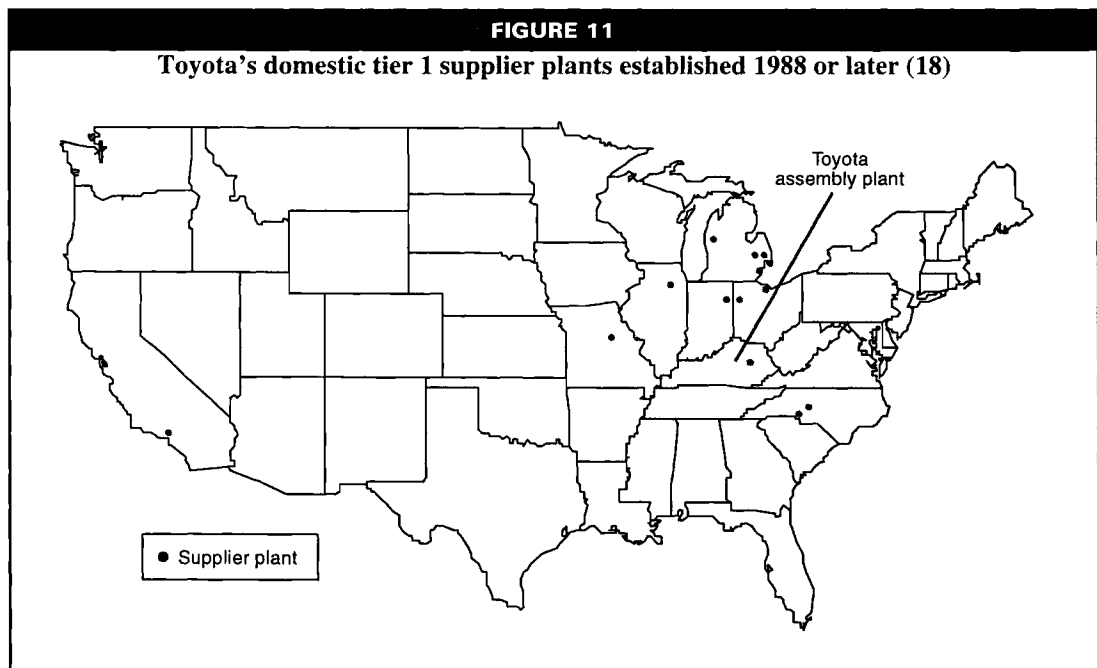 FIGURE 11
Toyota's domestic tier 1 supplier plants established 1988 or later (18)
Toyota
assembly plant
Supplier plant